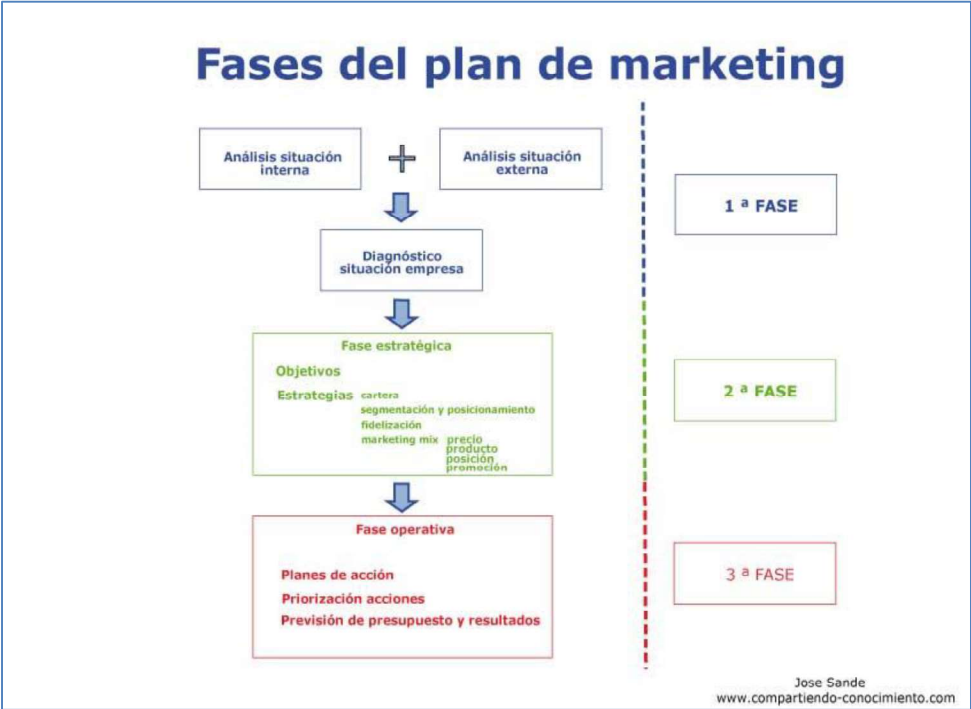 Fases del plan de marketing
Análisis situación
interna
Análisis situación
externa
1 ª FASE
Diagnóstico
situación empresa
Fase estratégica
Objetivos
Estrategias cartera
segmentación y posicionamiento
fidelización
marketing mix precio
producto
posición
promoción
2 ª FASE
Fase operativa
Planes de acción
Priorización acciones
Previsión de presupuesto y resultados
3 ª FASE
Jose Sande
www.compartiendo-conocimiento.com